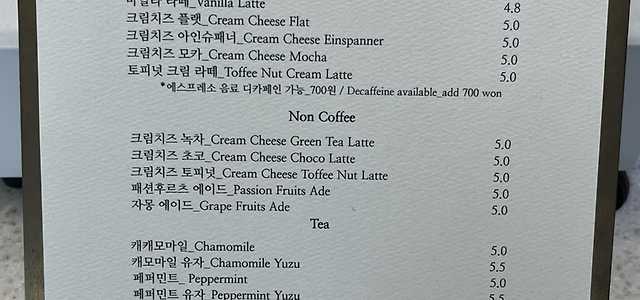 바닐라 라떼_Vanilla Latte 4.8
크림치즈 플랫_Cream Cheese Flat 5.0
크림치즈 아인슈패너_Cream Cheese Einspanner 5.0
크림치즈 모카_Cream Cheese Mocha 5.0
토피넛 크림 라떼_Toffee Nut Cream Latte 5.0
*에스프레소 음료 디카페인 가능_700원 / Decaffeine available_add 700 won
Non Coffee
크림치즈 녹차_Cream Cheese Green Tea Latte 5.0
크림치즈 초코_Cream Cheese Choco Latte 5.0
크림치즈 토피넛_Cream Cheese Toffee Nut Latte 5.0
패션후르츠 에이드_Passion Fruits Ade 5.0
자몽 에이드_Grape Fruits Ade 5.0
Tea
캐캐모마일_Chamomile 5.0
캐모마일 유자_Chamomile Yuzu 5.5
페퍼민트_ Peppermint 5.0
페퍼민트 유자_Peppermint Yuzu 5.5